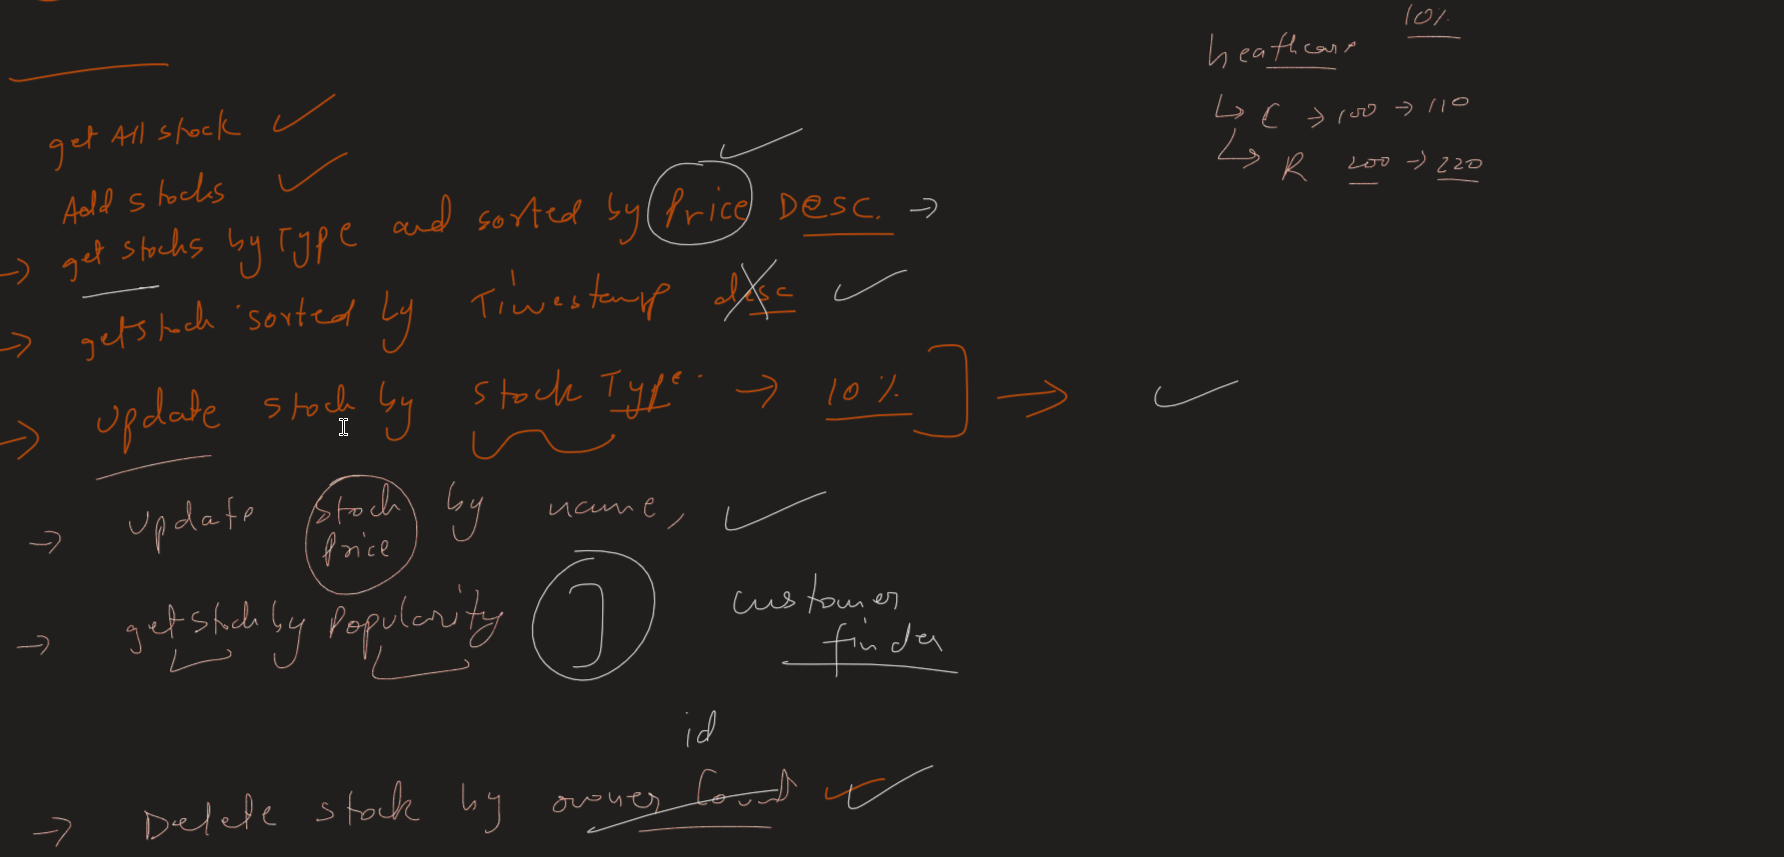 10%
heathcare
↳ C → 100 → 110
↳ R 200 → 220
get All stock ✓
Add stocks ✓
→ get stocks by Type and sorted by Price DESC. →
→ get stock sorted by Timestamp desc ✓
→ update stock by stock Type → 10% ] → ✓
→ update stock Price by name, ✓
→ get stock by Popularity ] customer finder
id
→ Delete stock by owner Count ✓